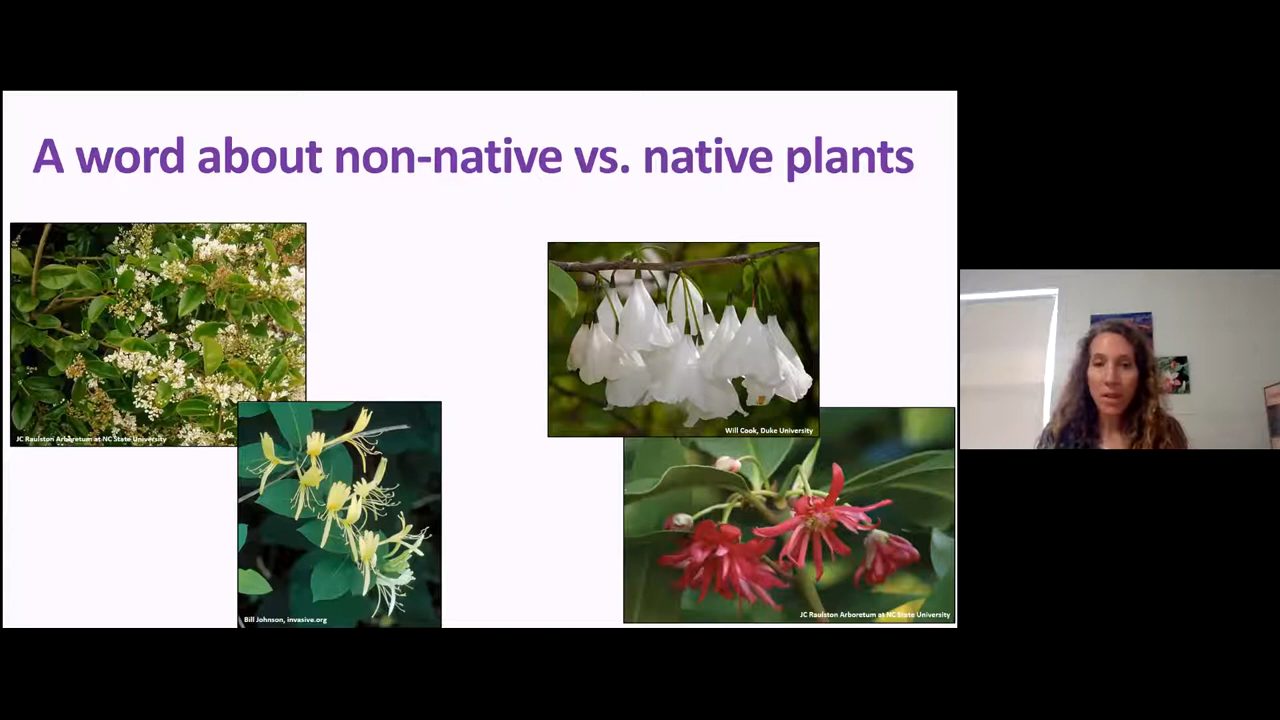 A word about non-native vs. native plants
JC Raulston Arboretum at NC State University
Will Cook, Duke University
Bill Johnson, invasive.org
JC Raulston Arboretum at NC State University